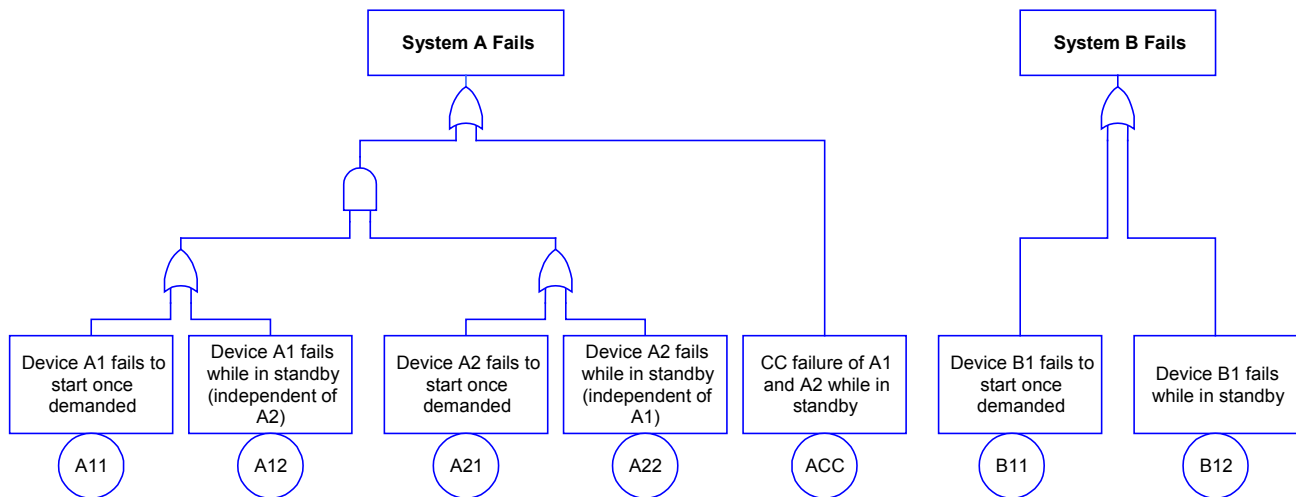 System A Fails
System B Fails
Device A1 fails to
start once
demanded
Device A1 fails
while in standby
(independent of
A2)
Device A2 fails to
start once
demanded
Device A2 fails
while in standby
(independent of
A1)
CC failure of A1
and A2 while in
standby
Device B1 fails to
start once
demanded
Device B1 fails
while in standby
A11
A12
A21
A22
ACC
B11
B12